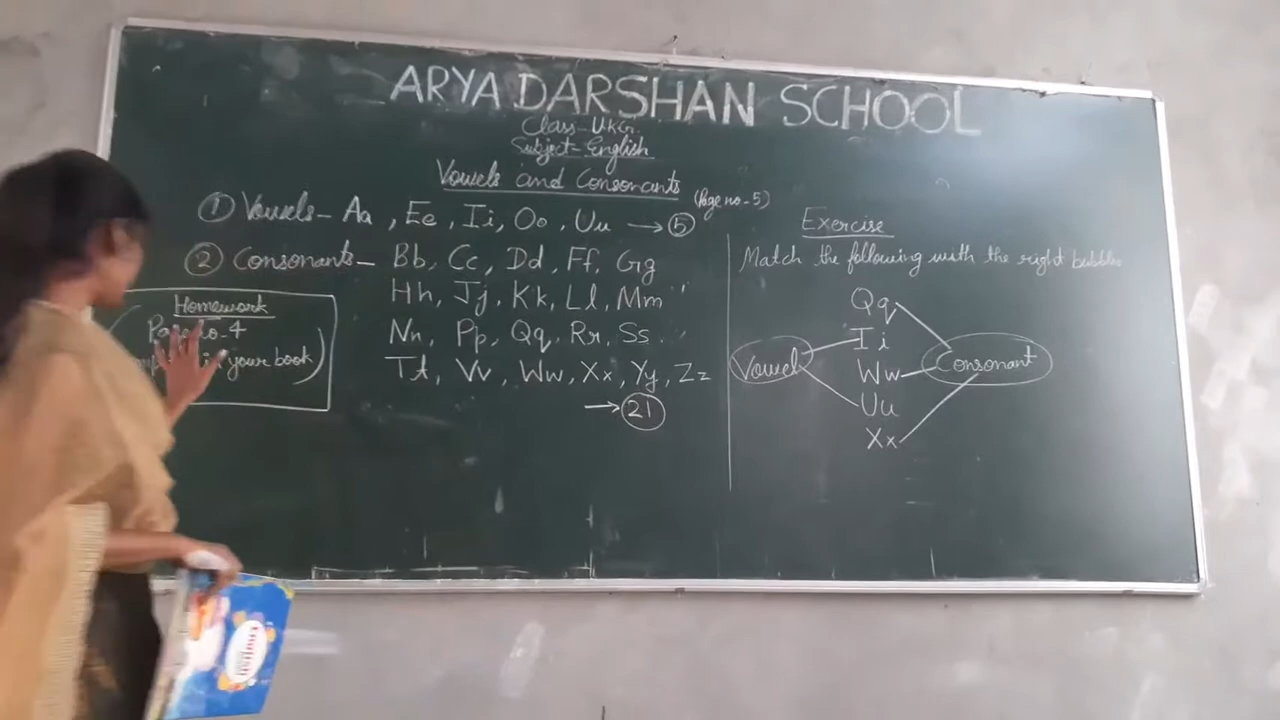 ARYA DARSHAN SCHOOL
Class-UKG.
Subject-English
Vowels and Consonants
(Page no-5)
① Vowels- Aa, Ee, Ii, Oo, Uu → ⑤
② Consonants- Bb, Cc, Dd, Ff, Gg
Hh, Jj, Kk, Ll, Mm
Nn, Pp, Qq, Rr, Ss
Tt, Vv, Ww, Xx, Yy, Zz
→ 21
Homework
-4
your book)
Exercise
Match the following with the right bubbles
Qq
Ii
Vowel Ww Consonant
Uu
Xx
English